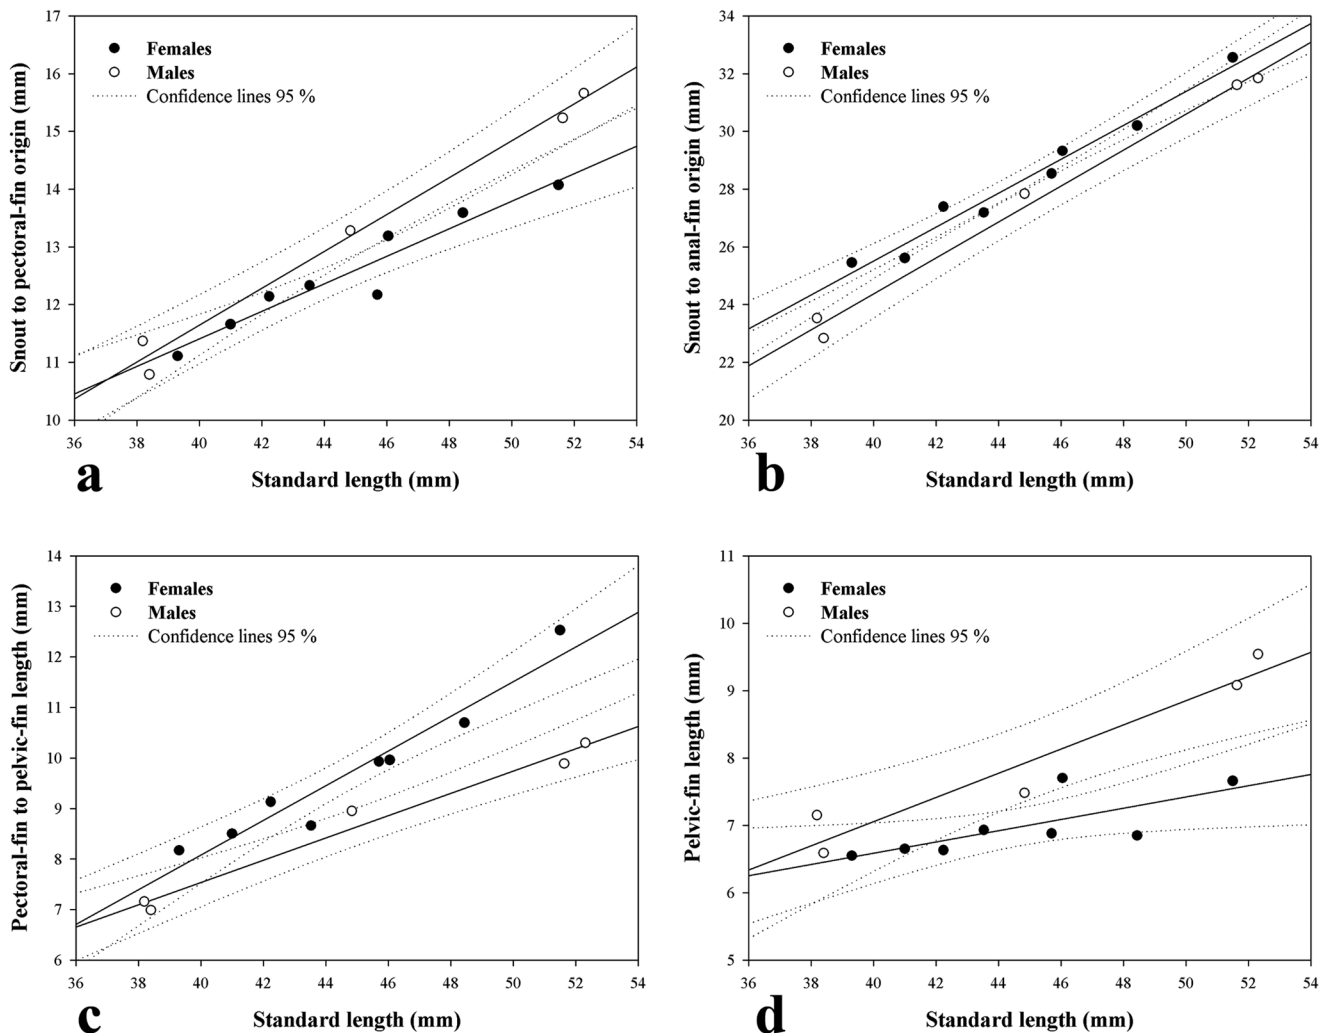 17
16
15
14
13
12
11
10
Snout to pectoral-fin origin (mm)
Females
Males
Confidence lines 95 %
36 38 40 42 44 46 48 50 52 54
Standard length (mm)
a
34
32
30
28
26
24
22
20
Snout to anal-fin origin (mm)
Females
Males
Confidence lines 95 %
36 38 40 42 44 46 48 50 52 54
Standard length (mm)
b
14
13
12
11
10
9
8
7
6
Pectoral-fin to pelvic-fin length (mm)
Females
Males
Confidence lines 95 %
36 38 40 42 44 46 48 50 52 54
Standard length (mm)
c
11
10
9
8
7
6
5
Pelvic-fin length (mm)
Females
Males
Confidence lines 95 %
36 38 40 42 44 46 48 50 52 54
Standard length (mm)
d